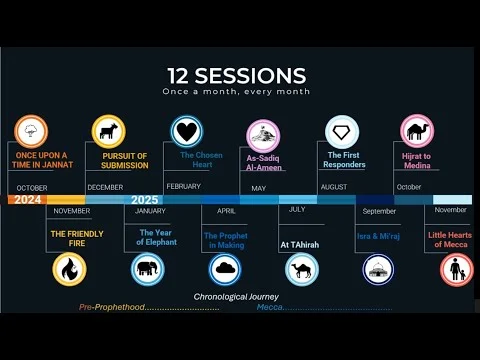 12 SESSIONS
Once a month, every month
ONCE UPON A
TIME IN JANNAT
PURSUIT OF
SUBMISSION
The Chosen
Heart
As-Sadiq
Al-Ameen
The First
Responders
Hijrat to
Medina
OCTOBER
DECEMBER
FEBRUARY
MAY
AUGUST
October
2024
2025
NOVEMBER
JANUARY
APRIL
JULY
September
November
THE FRIENDLY
FIRE
The Year
of Elephant
The Prophet
in Making
At TAhirah
Isra & Mi'raj
Little Hearts
of Mecca
Chronological Journey
Pre-Prophethood............................. Mecca.......................................